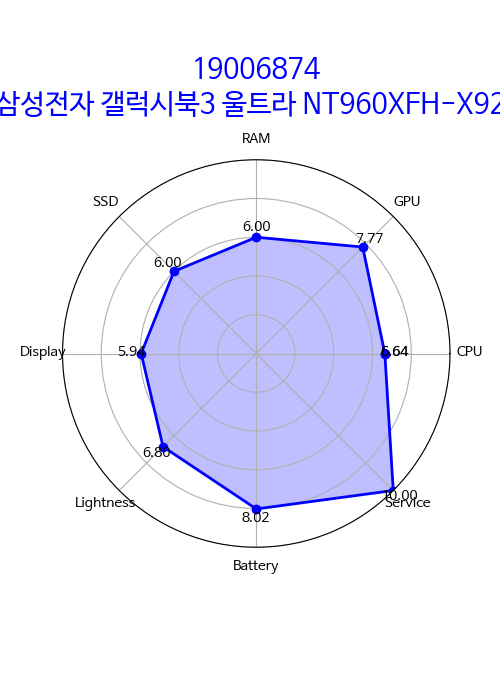 19006874
삼성전자 갤럭시북3 울트라 NT960XFH-X92
RAM
SSD
GPU
6.00
7.77
6.00
Display
5.94
6.64
CPU
6.80
10.00
Lightness
Service
8.02
Battery